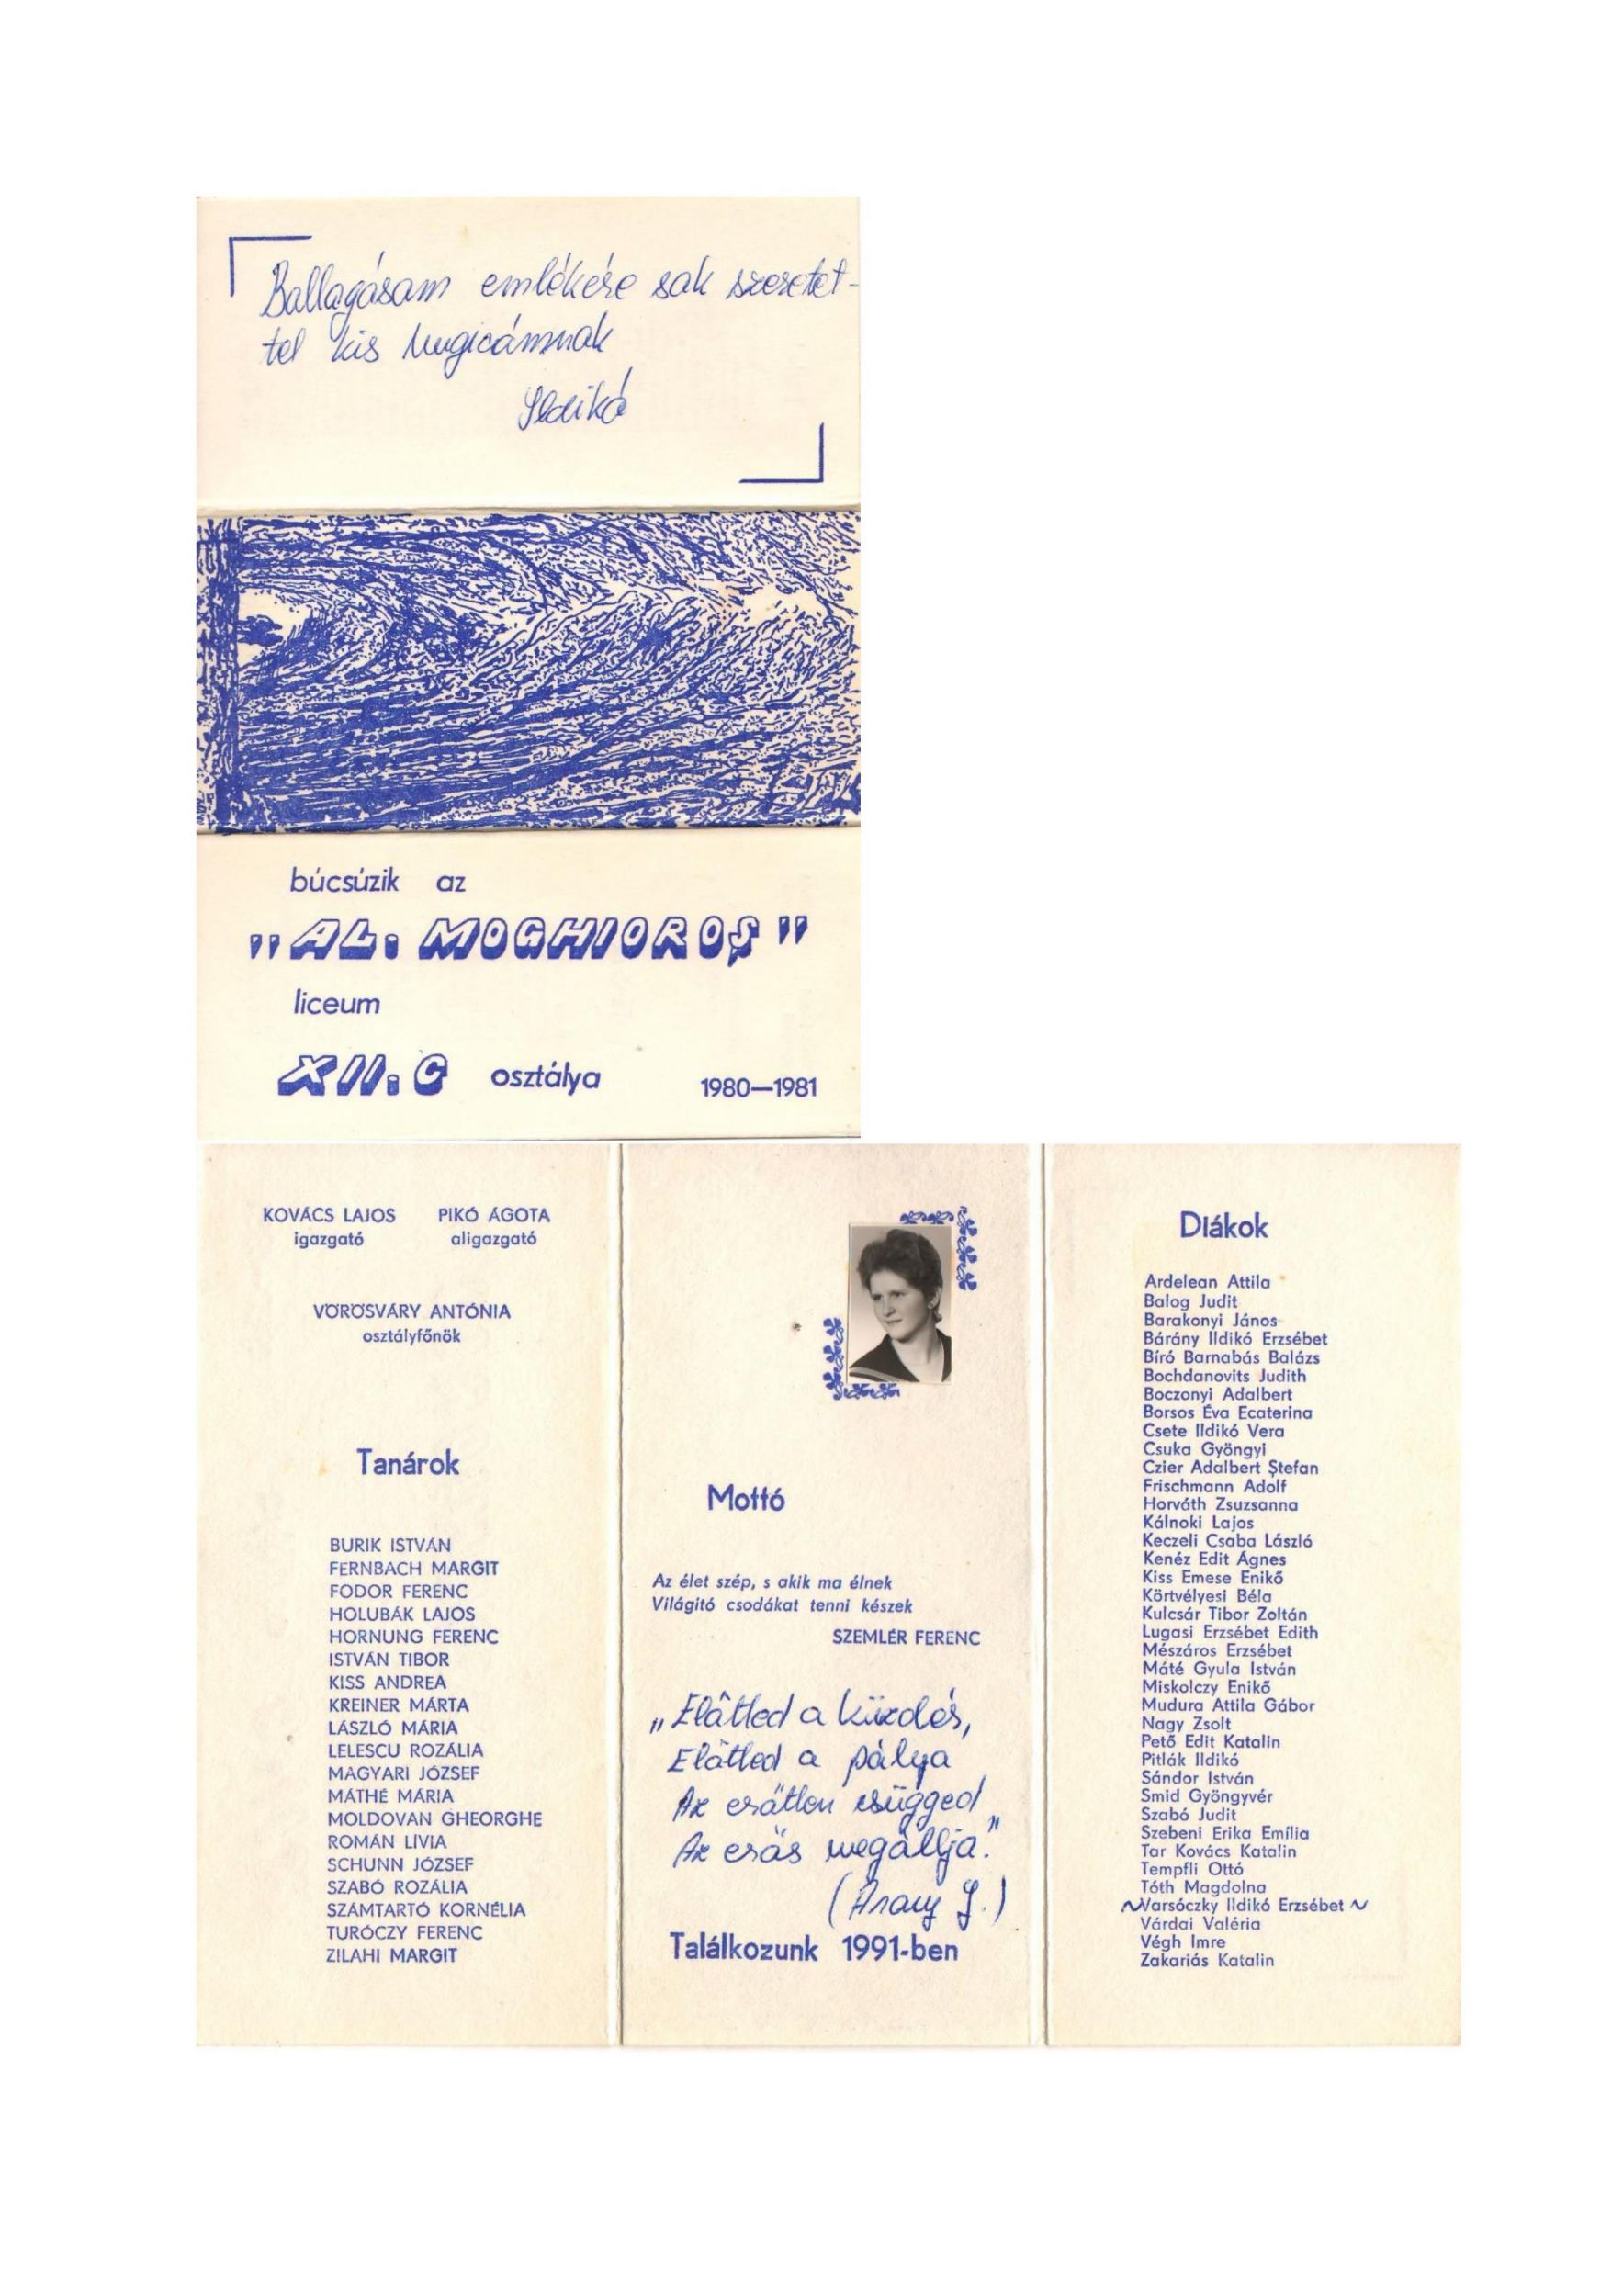 Ballagásam emlékére sok szeretet-
tel kis Mugicámnak
Ildikó
búcsúzik az
"AL. MOGHIOROȘ"
liceum
XII. C osztálya 1980—1981
KOVÁCS LAJOS PIKÓ ÁGOTA
igazgató aligazgató
VÖRÖSVÁRY ANTÓNIA
osztályfőnök
Tanárok
BURIK ISTVÁN
FERNBACH MARGIT
FODOR FERENC
HOLUBÁK LAJOS
HORNUNG FERENC
ISTVÁN TIBOR
KISS ANDREA
KREINER MÁRTA
LÁSZLÓ MÁRIA
LELESCU ROZÁLIA
MAGYARI JÓZSEF
MÁTHÉ MÁRIA
MOLDOVAN GHEORGHE
ROMÁN LÍVIA
SCHUNN JÓZSEF
SZABÓ ROZÁLIA
SZÁMTARTÓ KORNÉLIA
TURÓCZY FERENC
ZILAHI MARGIT
Mottó
Az élet szép, s akik ma élnek
Világító csodákat tenni készek
SZEMLÉR FERENC
„Elätted a küzdés,
Elätted a pálya
Az erätlen csügged
Az erös megállja."
(Arany J.)
Találkozunk 1991-ben
Diákok
Ardelean Attila
Balog Judit
Barakonyi János
Bárány Ildikó Erzsébet
Bíró Barnabás Balázs
Bochdanovits Judith
Boczonyi Adalbert
Borsos Éva Ecaterina
Csete Ildikó Vera
Csuka Gyöngyi
Czier Adalbert Ștefan
Frischmann Adolf
Horváth Zsuzsanna
Kálnoki Lajos
Keczeli Csaba László
Kenéz Edit Ágnes
Kiss Emese Enikő
Körtvélyesi Béla
Kulcsár Tibor Zoltán
Lugasi Erzsébet Edith
Mészáros Erzsébet
Máté Gyula István
Miskolczy Enikő
Mudura Attila Gábor
Nagy Zsolt
Pető Edit Katalin
Pitlák Ildikó
Sándor István
Smid Gyöngyvér
Szabó Judit
Szebeni Erika Emília
Tar Kovács Katalin
Tempfli Ottó
Tóth Magdolna
~Varsóczky Ildikó Erzsébet~
Várdai Valéria
Végh Imre
Zakariás Katalin